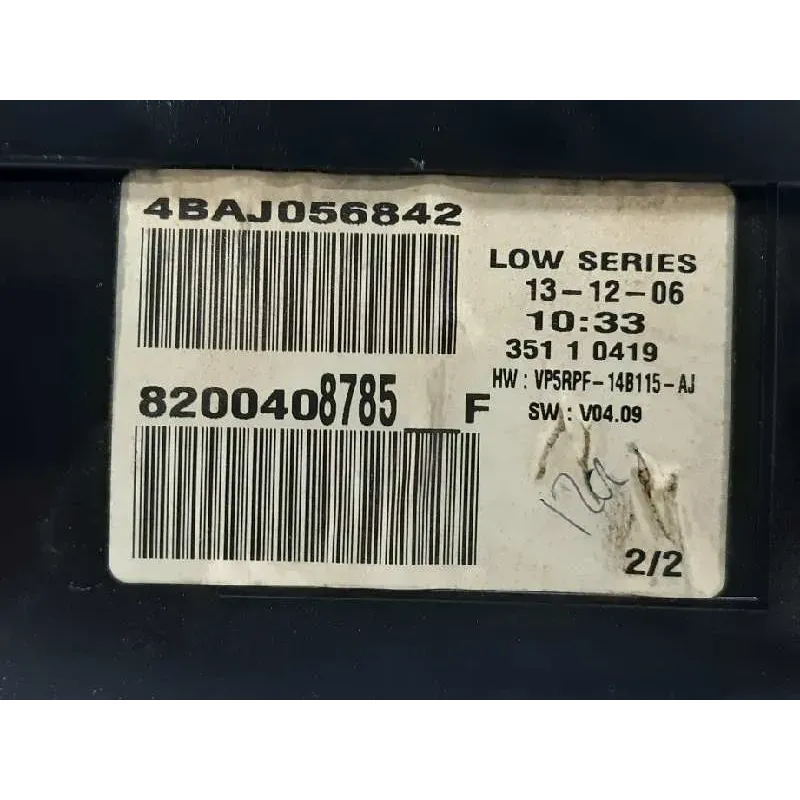 4BAJ056842
LOW SERIES
13-12-06
10:33
351 1 0419
HW : VP5RPF-14B115-AJ
SW : V04.09
8200408785__F
2/2